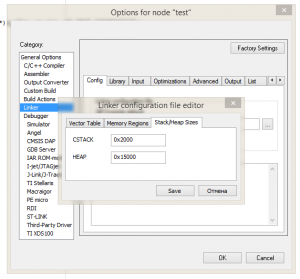 Options for node "test"
Category:
Factory Settings
General Options
C/C++ Compiler
Assembler
Output Converter
Custom Build
Build Actions
Linker
Debugger
Simulator
Angel
CMSIS DAP
GDB Server
IAR ROM-mo
I-jet/JTAGje
J-Link/J-Trac
TI Stellaris
Macraigor
PE micro
RDI
ST-LINK
Third-Party Driver
TI XDS100
Config Library Input Optimizations Advanced Output List
Linker configuration file editor
Vector Table Memory Regions Stack/Heap Sizes
CSTACK 0x2000
HEAP 0x15000
Save Отмена
OK Cancel